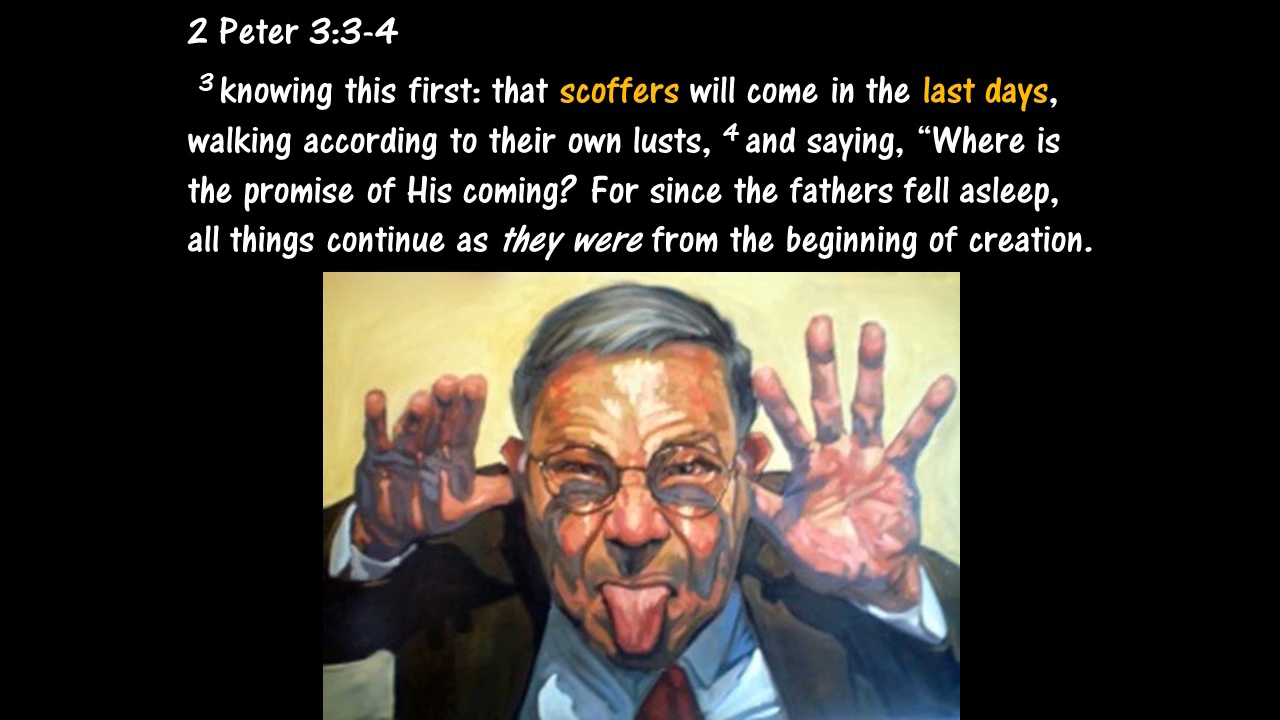 2 Peter 3:3-4
3 knowing this first: that scoffers will come in the last days,
walking according to their own lusts, 4 and saying, “Where is
the promise of His coming? For since the fathers fell asleep,
all things continue as they were from the beginning of creation.